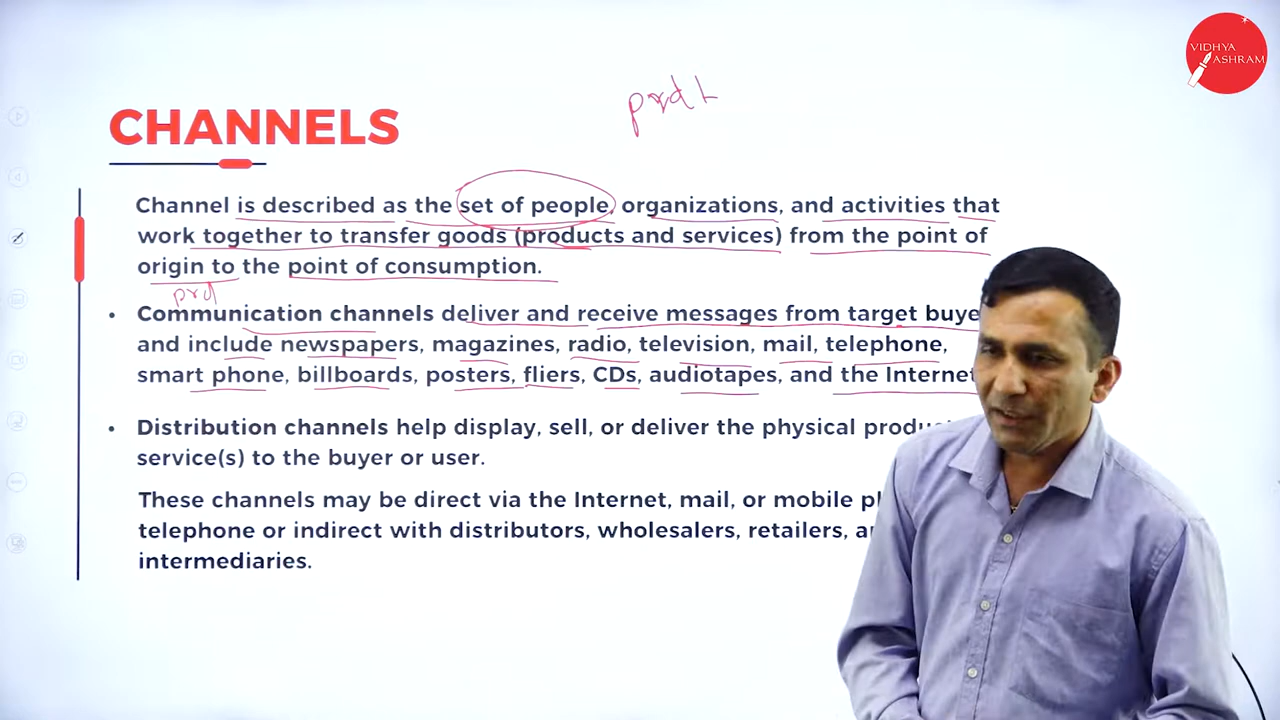 VIDHYA
ASHRAM
prdt
CHANNELS
Channel is described as the set of people, organizations, and activities that
work together to transfer goods (products and services) from the point of
origin to the point of consumption.
prd
• Communication channels deliver and receive messages from target
and include newspapers, magazines, radio, television, mail, telephone,
smart phone, billboards, posters, fliers, CDs, audiotapes, and the Internet
• Distribution channels help display, sell, or deliver the physical
service(s) to the buyer or user.
These channels may be direct via the Internet, mail, or mobile
telephone or indirect with distributors, wholesalers, retailers,
intermediaries.